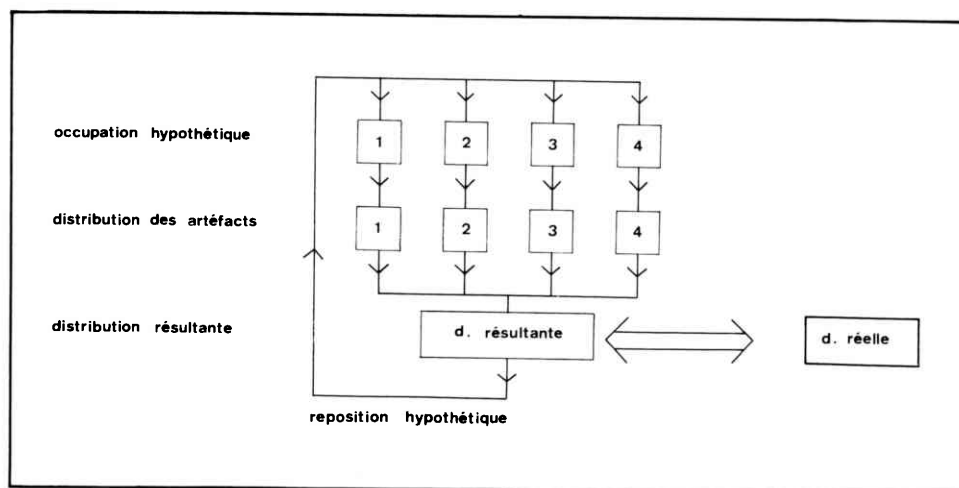 occupation hypothétique
1 2 3 4
distribution des artéfacts
1 2 3 4
distribution résultante
d. résultante
d. réelle
reposition hypothétique